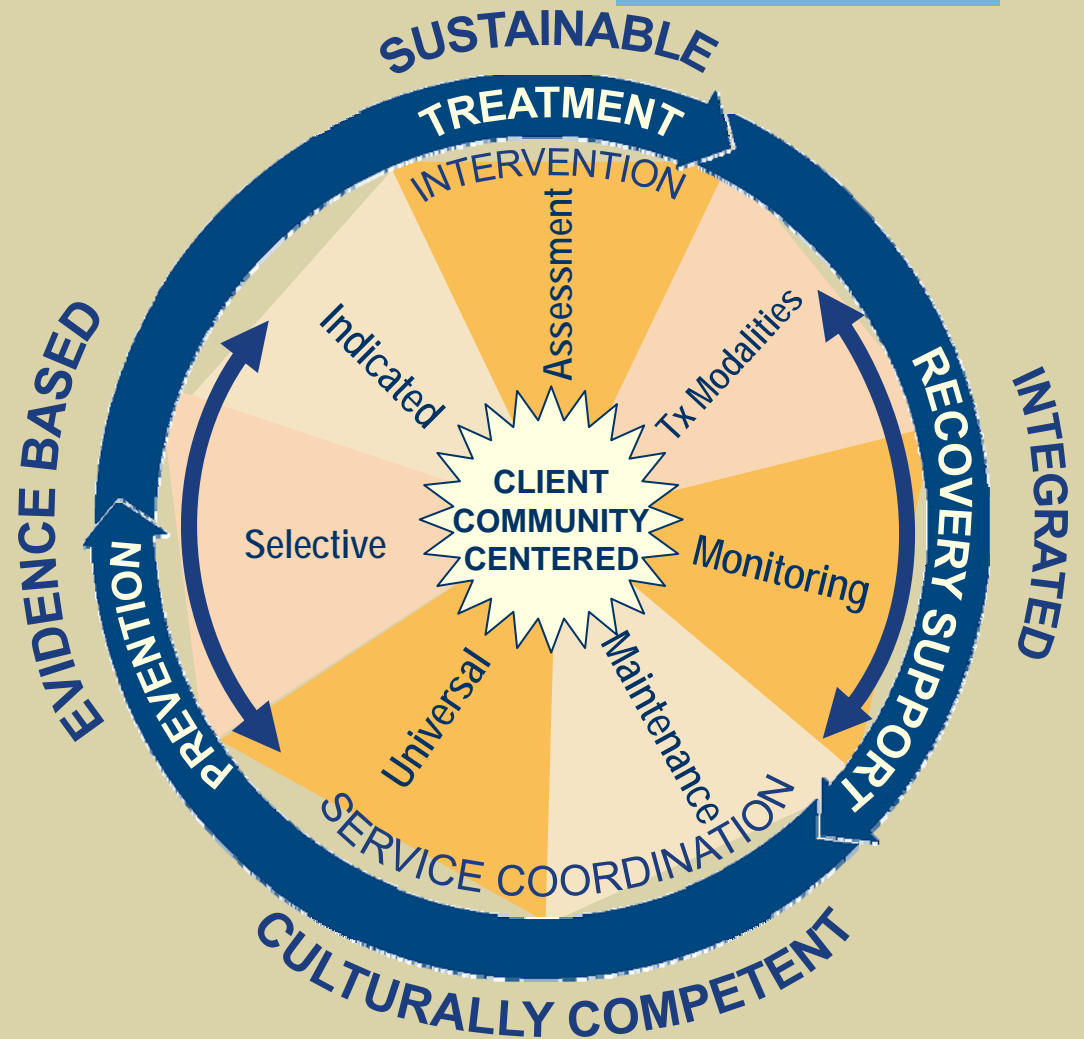 SUSTAINABLE
TREATMENT
INTERVENTION
Assessment
Indicated
Tx Modalities
EVIDENCE BASED
INTEGRATED
RECOVERY SUPPORT
CLIENT
COMMUNITY
CENTERED
Selective
Monitoring
PREVENTION
Universal
Maintenance
SERVICE COORDINATION
CULTURALLY COMPETENT